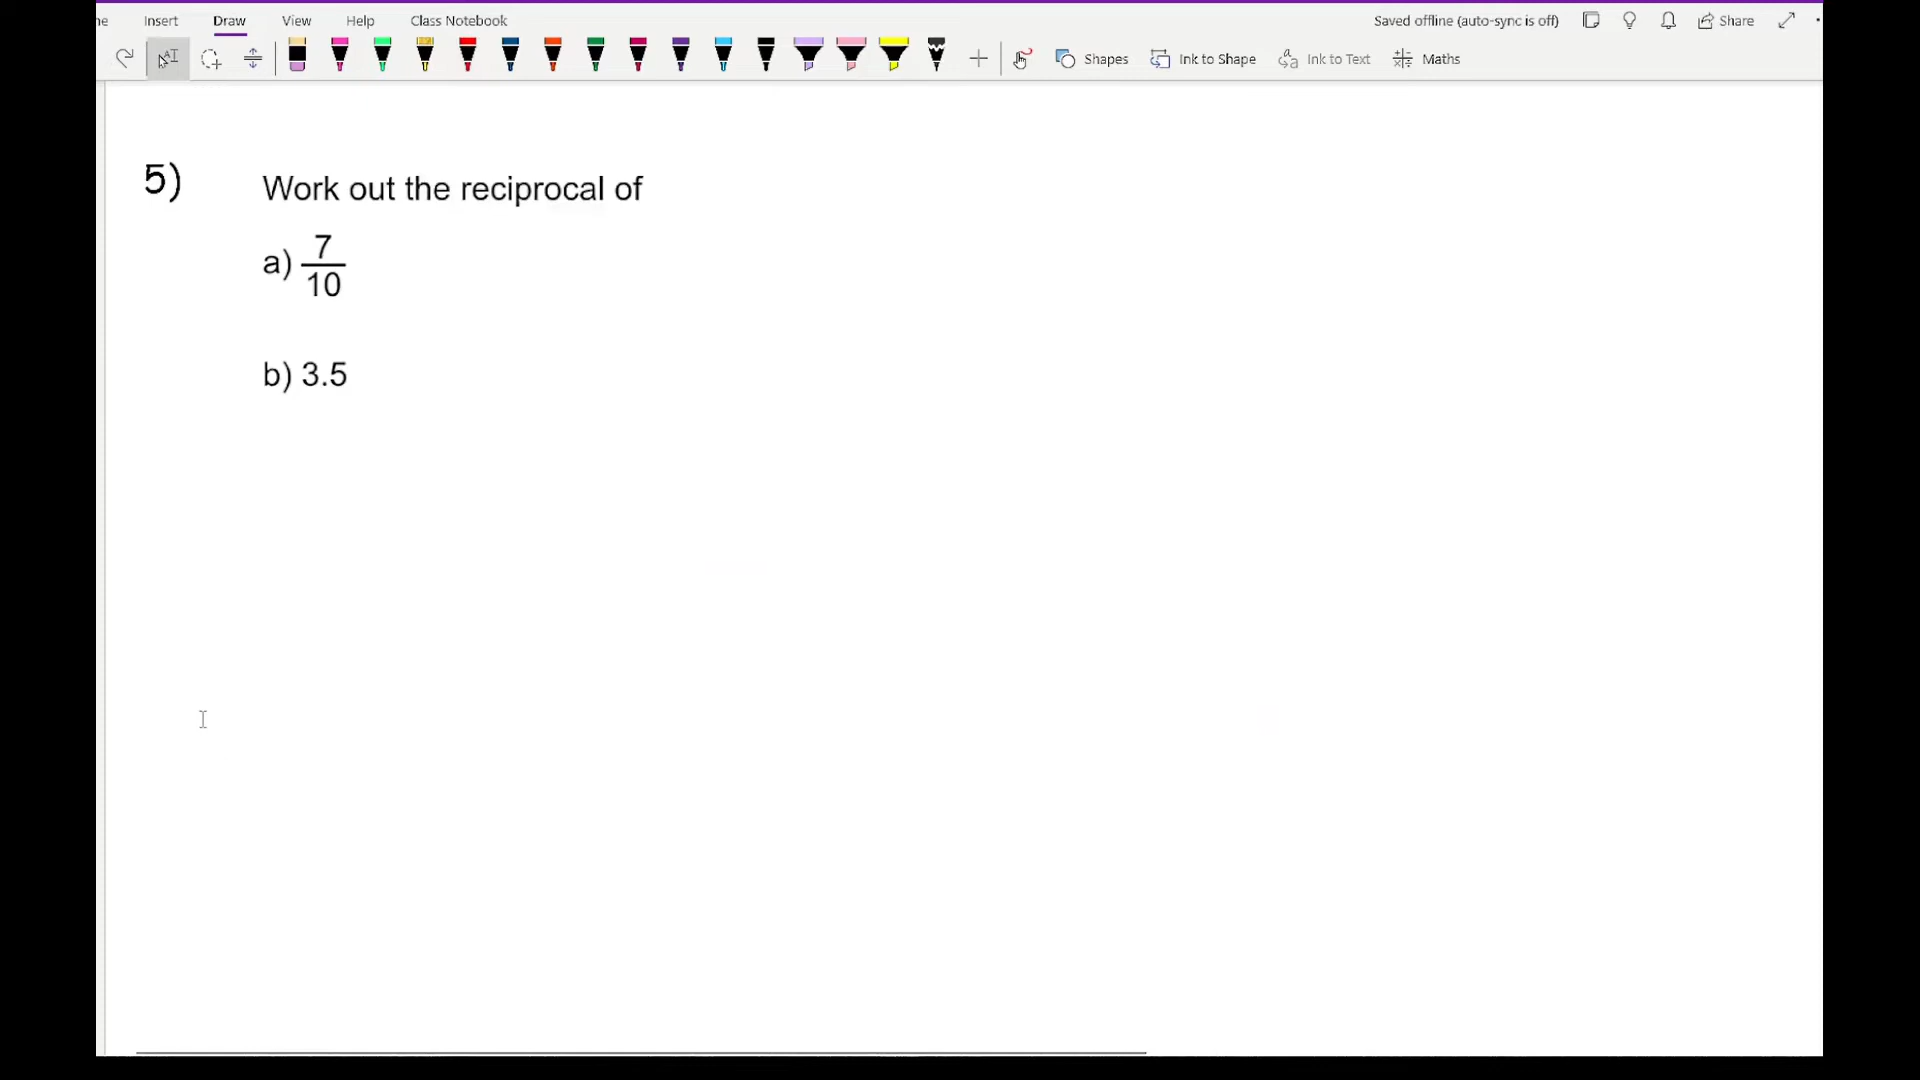 ne Insert Draw View Help Class Notebook Saved offline (auto-sync is off) Share
Shapes Ink to Shape Ink to Text Maths
5) Work out the reciprocal of
a) 7/10
b) 3.5